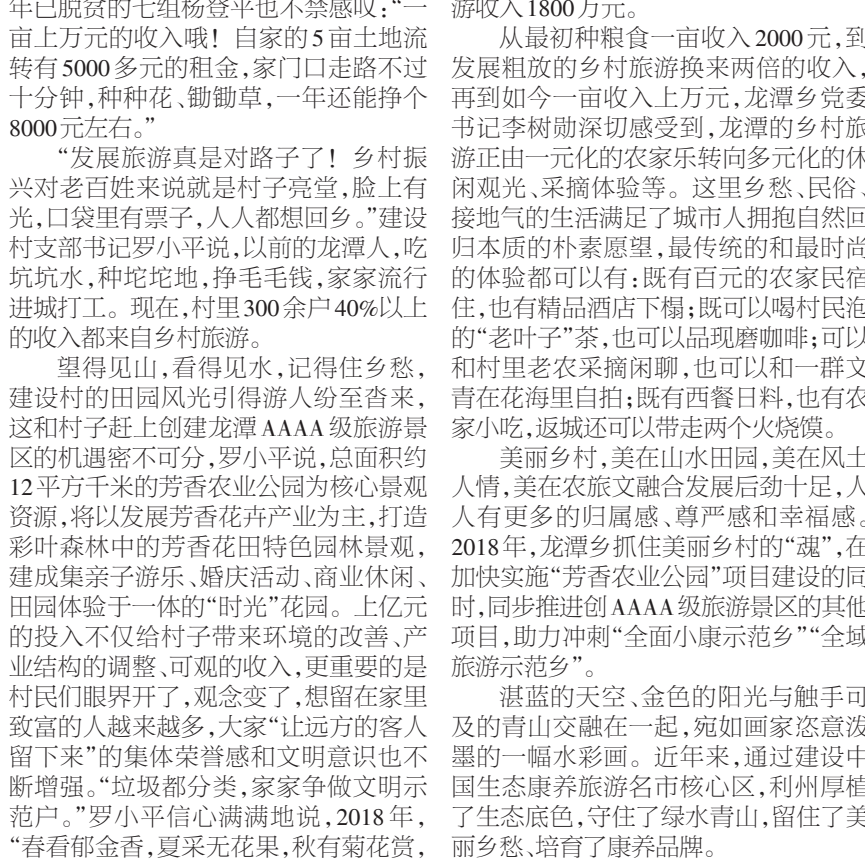 年已脱贫的七组杨登平也不禁感叹：“一
亩上万元的收入哦！自家的5亩土地流
转有5000多元的租金，家门口走路不过
十分钟，种种花、锄锄草，一年还能挣个
8000元左右。”
“发展旅游真是对路子了！乡村振
兴对老百姓来说就是村子亮堂，脸上有
光，口袋里有票子，人人都想回乡。”建设
村支部书记罗小平说，以前的龙潭人，吃
坑坑水，种坨坨地，挣毛毛钱，家家流行
进城打工。现在，村里300余户40%以上
的收入都来自乡村旅游。
望得见山，看得见水，记得住乡愁，
建设村的田园风光引得游人纷至沓来，
这和村子赶上创建龙潭AAAA级旅游景
区的机遇密不可分，罗小平说，总面积约
12平方千米的芳香农业公园为核心景观
资源，将以发展芳香花卉产业为主，打造
彩叶森林中的芳香花田特色园林景观，
建成集亲子游乐、婚庆活动、商业休闲、
田园体验于一体的“时光”花园。上亿元
的投入不仅给村子带来环境的改善、产
业结构的调整、可观的收入，更重要的是
村民们眼界开了，观念变了，想留在家里
致富的人越来越多，大家“让远方的客人
留下来”的集体荣誉感和文明意识也不
断增强。“垃圾都分类，家家争做文明示
范户。”罗小平信心满满地说，2018年，
“春看郁金香，夏采无花果，秋有菊花赏，
游收入1800万元。
从最初种粮食一亩收入2000元，到
发展粗放的乡村旅游换来两倍的收入，
再到如今一亩收入上万元，龙潭乡党委
书记李树勋深切感受到，龙潭的乡村旅
游正由一元化的农家乐转向多元化的休
闲观光、采摘体验等。这里乡愁、民俗、
接地气的生活满足了城市人拥抱自然回
归本质的朴素愿望，最传统的和最时尚
的体验都可以有：既有百元的农家民宿
住，也有精品酒店下榻；既可以喝村民泡
的“老叶子”茶，也可以品现磨咖啡；可以
和村里老农采摘闲聊，也可以和一群文
青在花海里自拍；既有西餐日料，也有农
家小吃，返城还可以带走两个火烧馍。
美丽乡村，美在山水田园，美在风土
人情，美在农旅文融合发展后劲十足，人
人有更多的归属感、尊严感和幸福感。
2018年，龙潭乡抓住美丽乡村的“魂”，在
加快实施“芳香农业公园”项目建设的同
时，同步推进创AAAA级旅游景区的其他
项目，助力冲刺“全面小康示范乡”“全域
旅游示范乡”。
湛蓝的天空、金色的阳光与触手可
及的青山交融在一起，宛如画家恣意泼
墨的一幅水彩画。近年来，通过建设中
国生态康养旅游名市核心区，利州厚植
了生态底色，守住了绿水青山，留住了美
丽乡愁、培育了康养品牌。